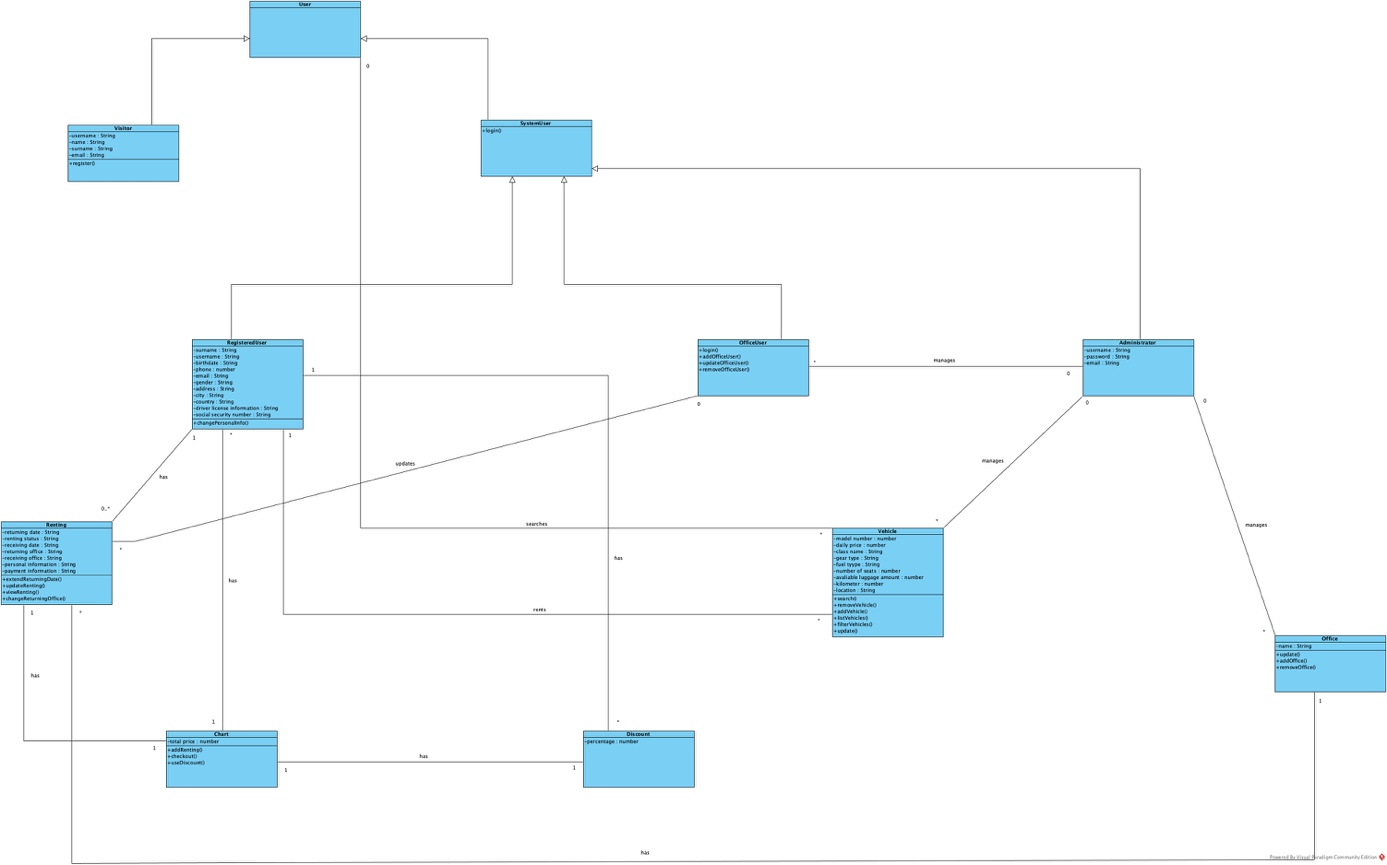 User
0
Visitor
-username : String
-name : String
-surname : String
-email : String
+register()
SystemUser
+login()
RegisteredUser
-surname : String
-username : String
-birthdate : String
-phone : number
-email : String
-gender : String
-address : String
-city : String
-country : String
-driver license information : String
-social security number : String
+changePersonalInfo()
1
OfficeUser
+login()
+addOfficeUser()
+updateOfficeUser()
+removeOfficeUser()
*
manages
0
Administrator
-username : String
-password : String
-email : String
1
*
1
0
0
0
has
updates
manages
0..*
*
*
Renting
-returning date : String
-renting status : String
-receiving date : String
-returning office : String
-receiving office : String
-personal information : String
-payment information : String
+extendReturningDate()
+updateRenting()
+viewRenting()
+changeReturningOffice()
searches
*
has
has
manages
Vehicle
-model number : number
-daily price : number
-class name : String
-gear type : String
-fuel tyype : String
-number of seats : number
-avaliable luggage amount : number
-kilometer : number
-location : String
+search()
+removeVehicle()
+addVehicle()
+listVehicles()
+filterVehicles()
+update()
rents
*
1
*
*
Office
-name : String
+update()
+addOffice()
+removeOffice()
has
1
1
*
1
Chart
-total price : number
+addRenting()
+checkout()
+useDiscount()
1
has
1
Discount
-percentage : number
has
Powered By Visual Paradigm Community Edition